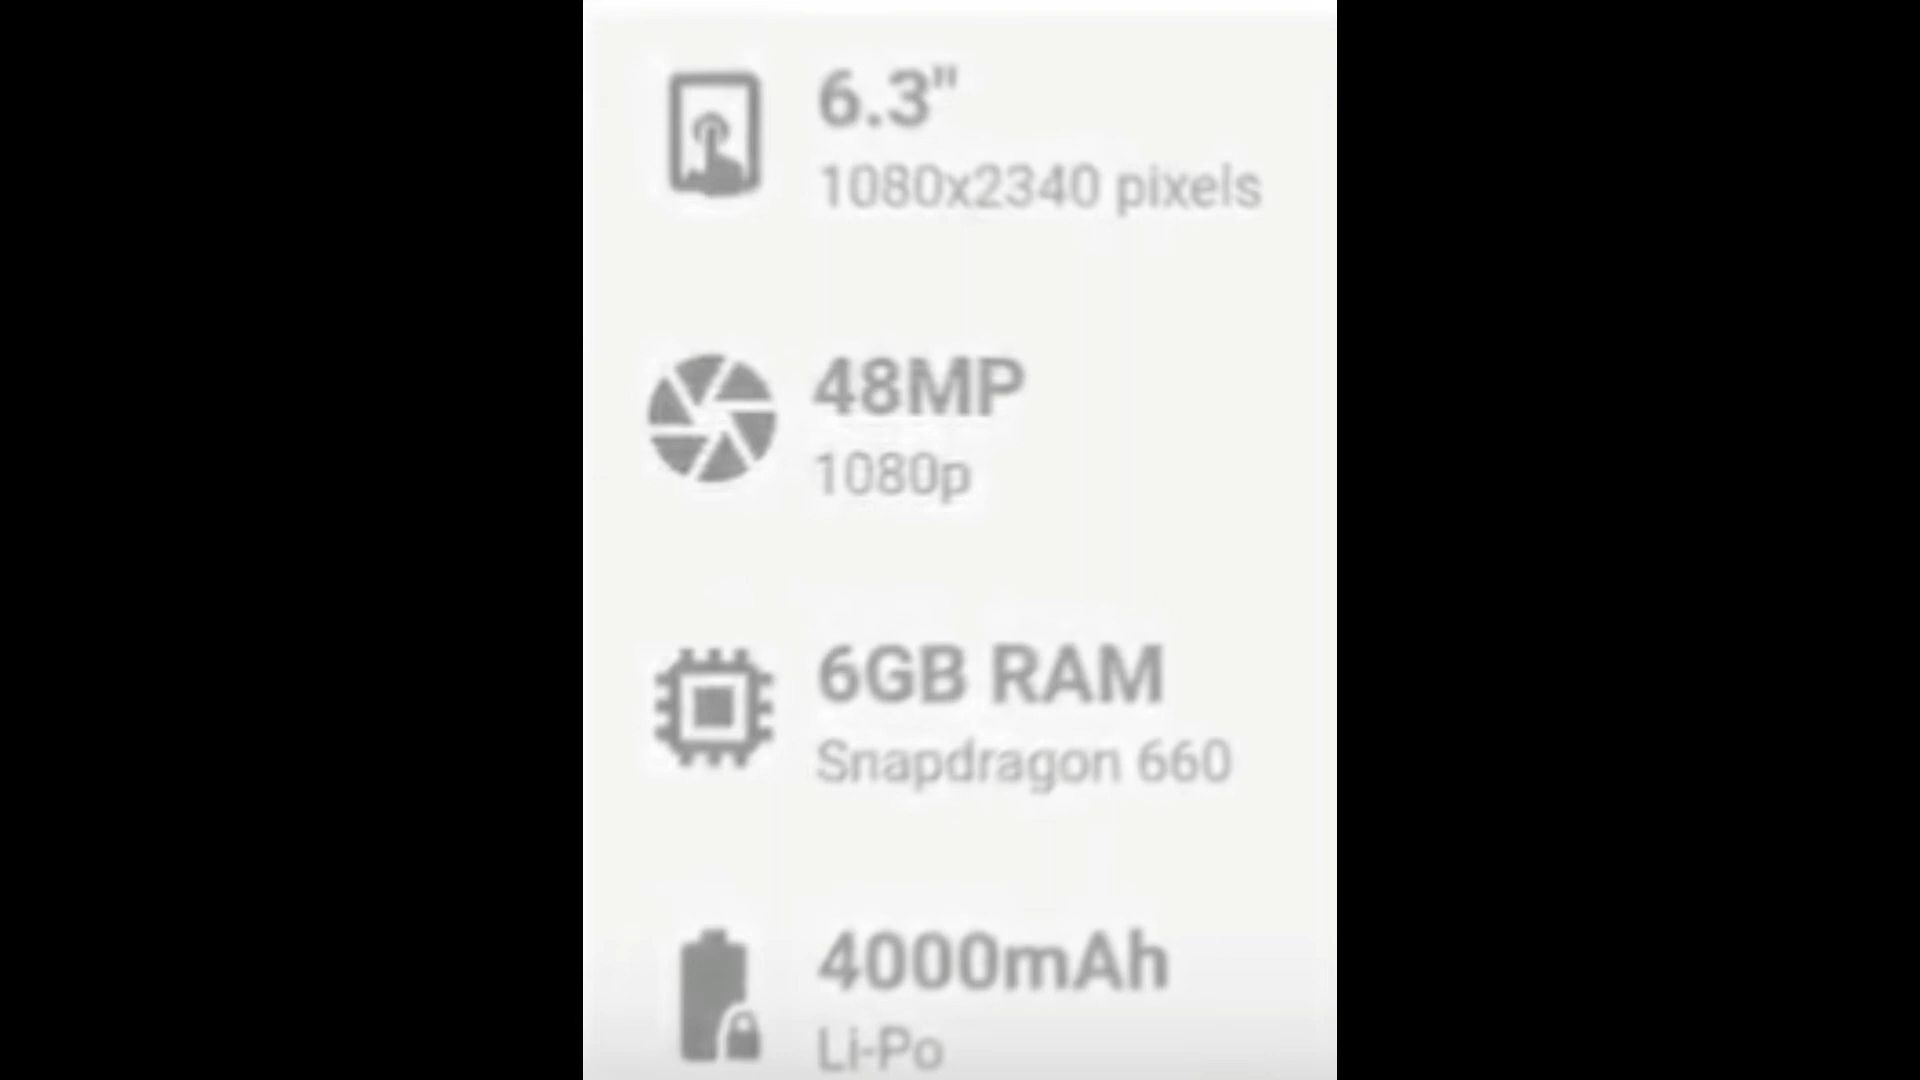 6.3"
1080x2340 pixels
48MP
1080p
6GB RAM
Snapdragon 660
4000mAh
Li-Po